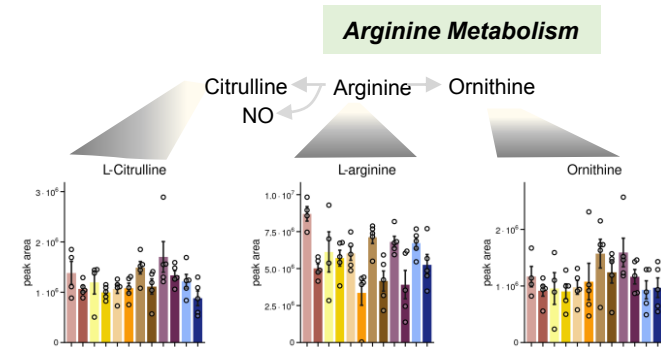 Arginine Metabolism
Citrulline Arginine Ornithine
NO
L-Citrulline
peak area
3·10⁶
2·10⁶
1·10⁶
0
L-arginine
peak area
1.0·10⁷
7.5·10⁶
5.0·10⁶
2.5·10⁶
0
Ornithine
peak area
2·10⁶
1·10⁶
0